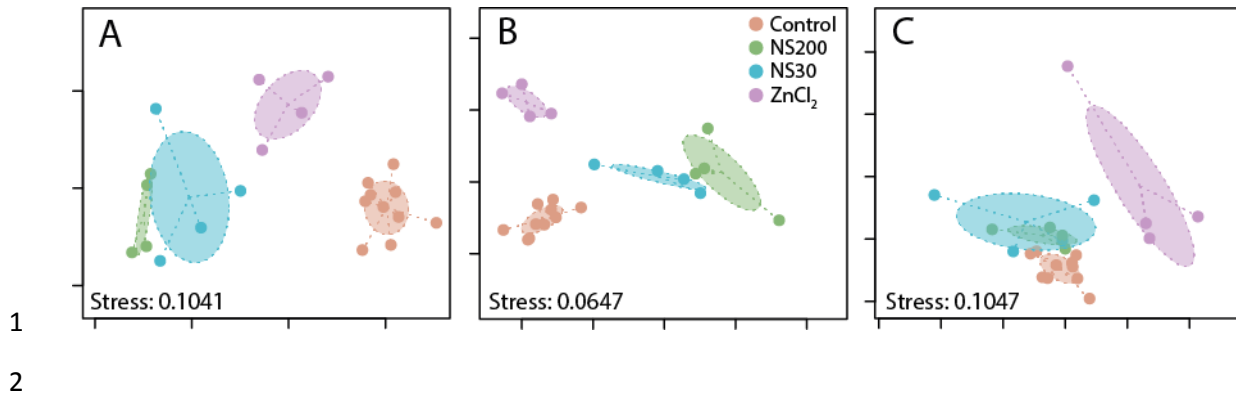 A
B
C
Control
NS200
NS30
ZnCl₂
Stress: 0.1041
Stress: 0.0647
Stress: 0.1047
1
2